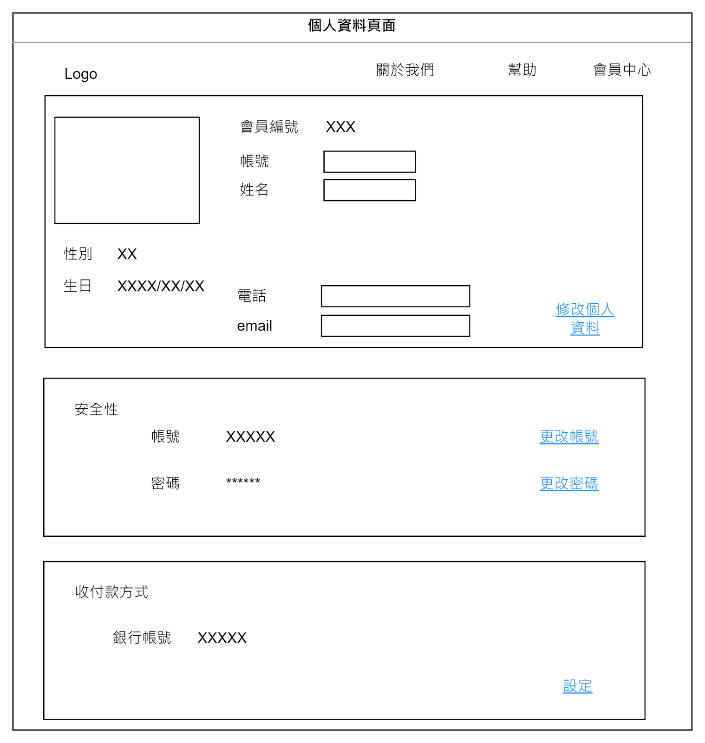 個人資料頁面
Logo
關於我們
幫助
會員中心
會員編號 XXX
帳號
姓名
性別 XX
生日 XXXX/XX/XX
電話
email
修改個人
資料
安全性
帳號 XXXXX 更改帳號
密碼 ****** 更改密碼
收付款方式
銀行帳號 XXXXX
設定